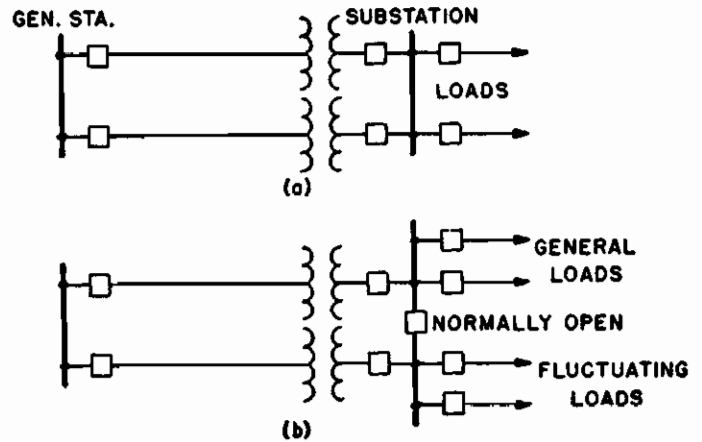 GEN. STA.
SUBSTATION
LOADS
(a)
GENERAL
LOADS
NORMALLY OPEN
FLUCTUATING
LOADS
(b)